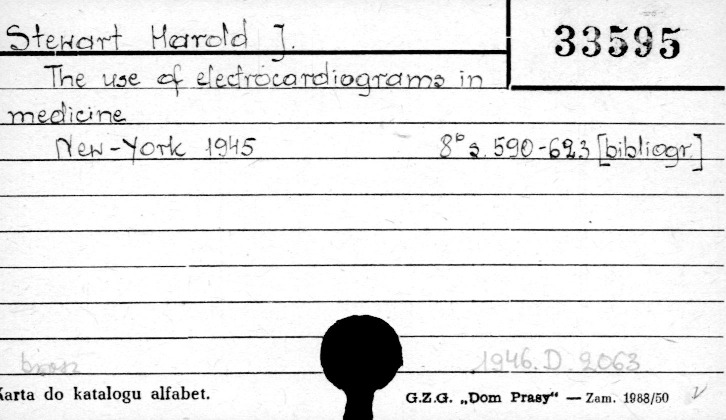 Stewart Harold J.
33595
The use of electrocardiograms in
medicine
New-York 1945 8° s. 590-623 [bibliogr.]
brosz
1946.D.2063
Karta do katalogu alfabet.
G.Z.G. „Dom Prasy“ — Zam. 1988/50